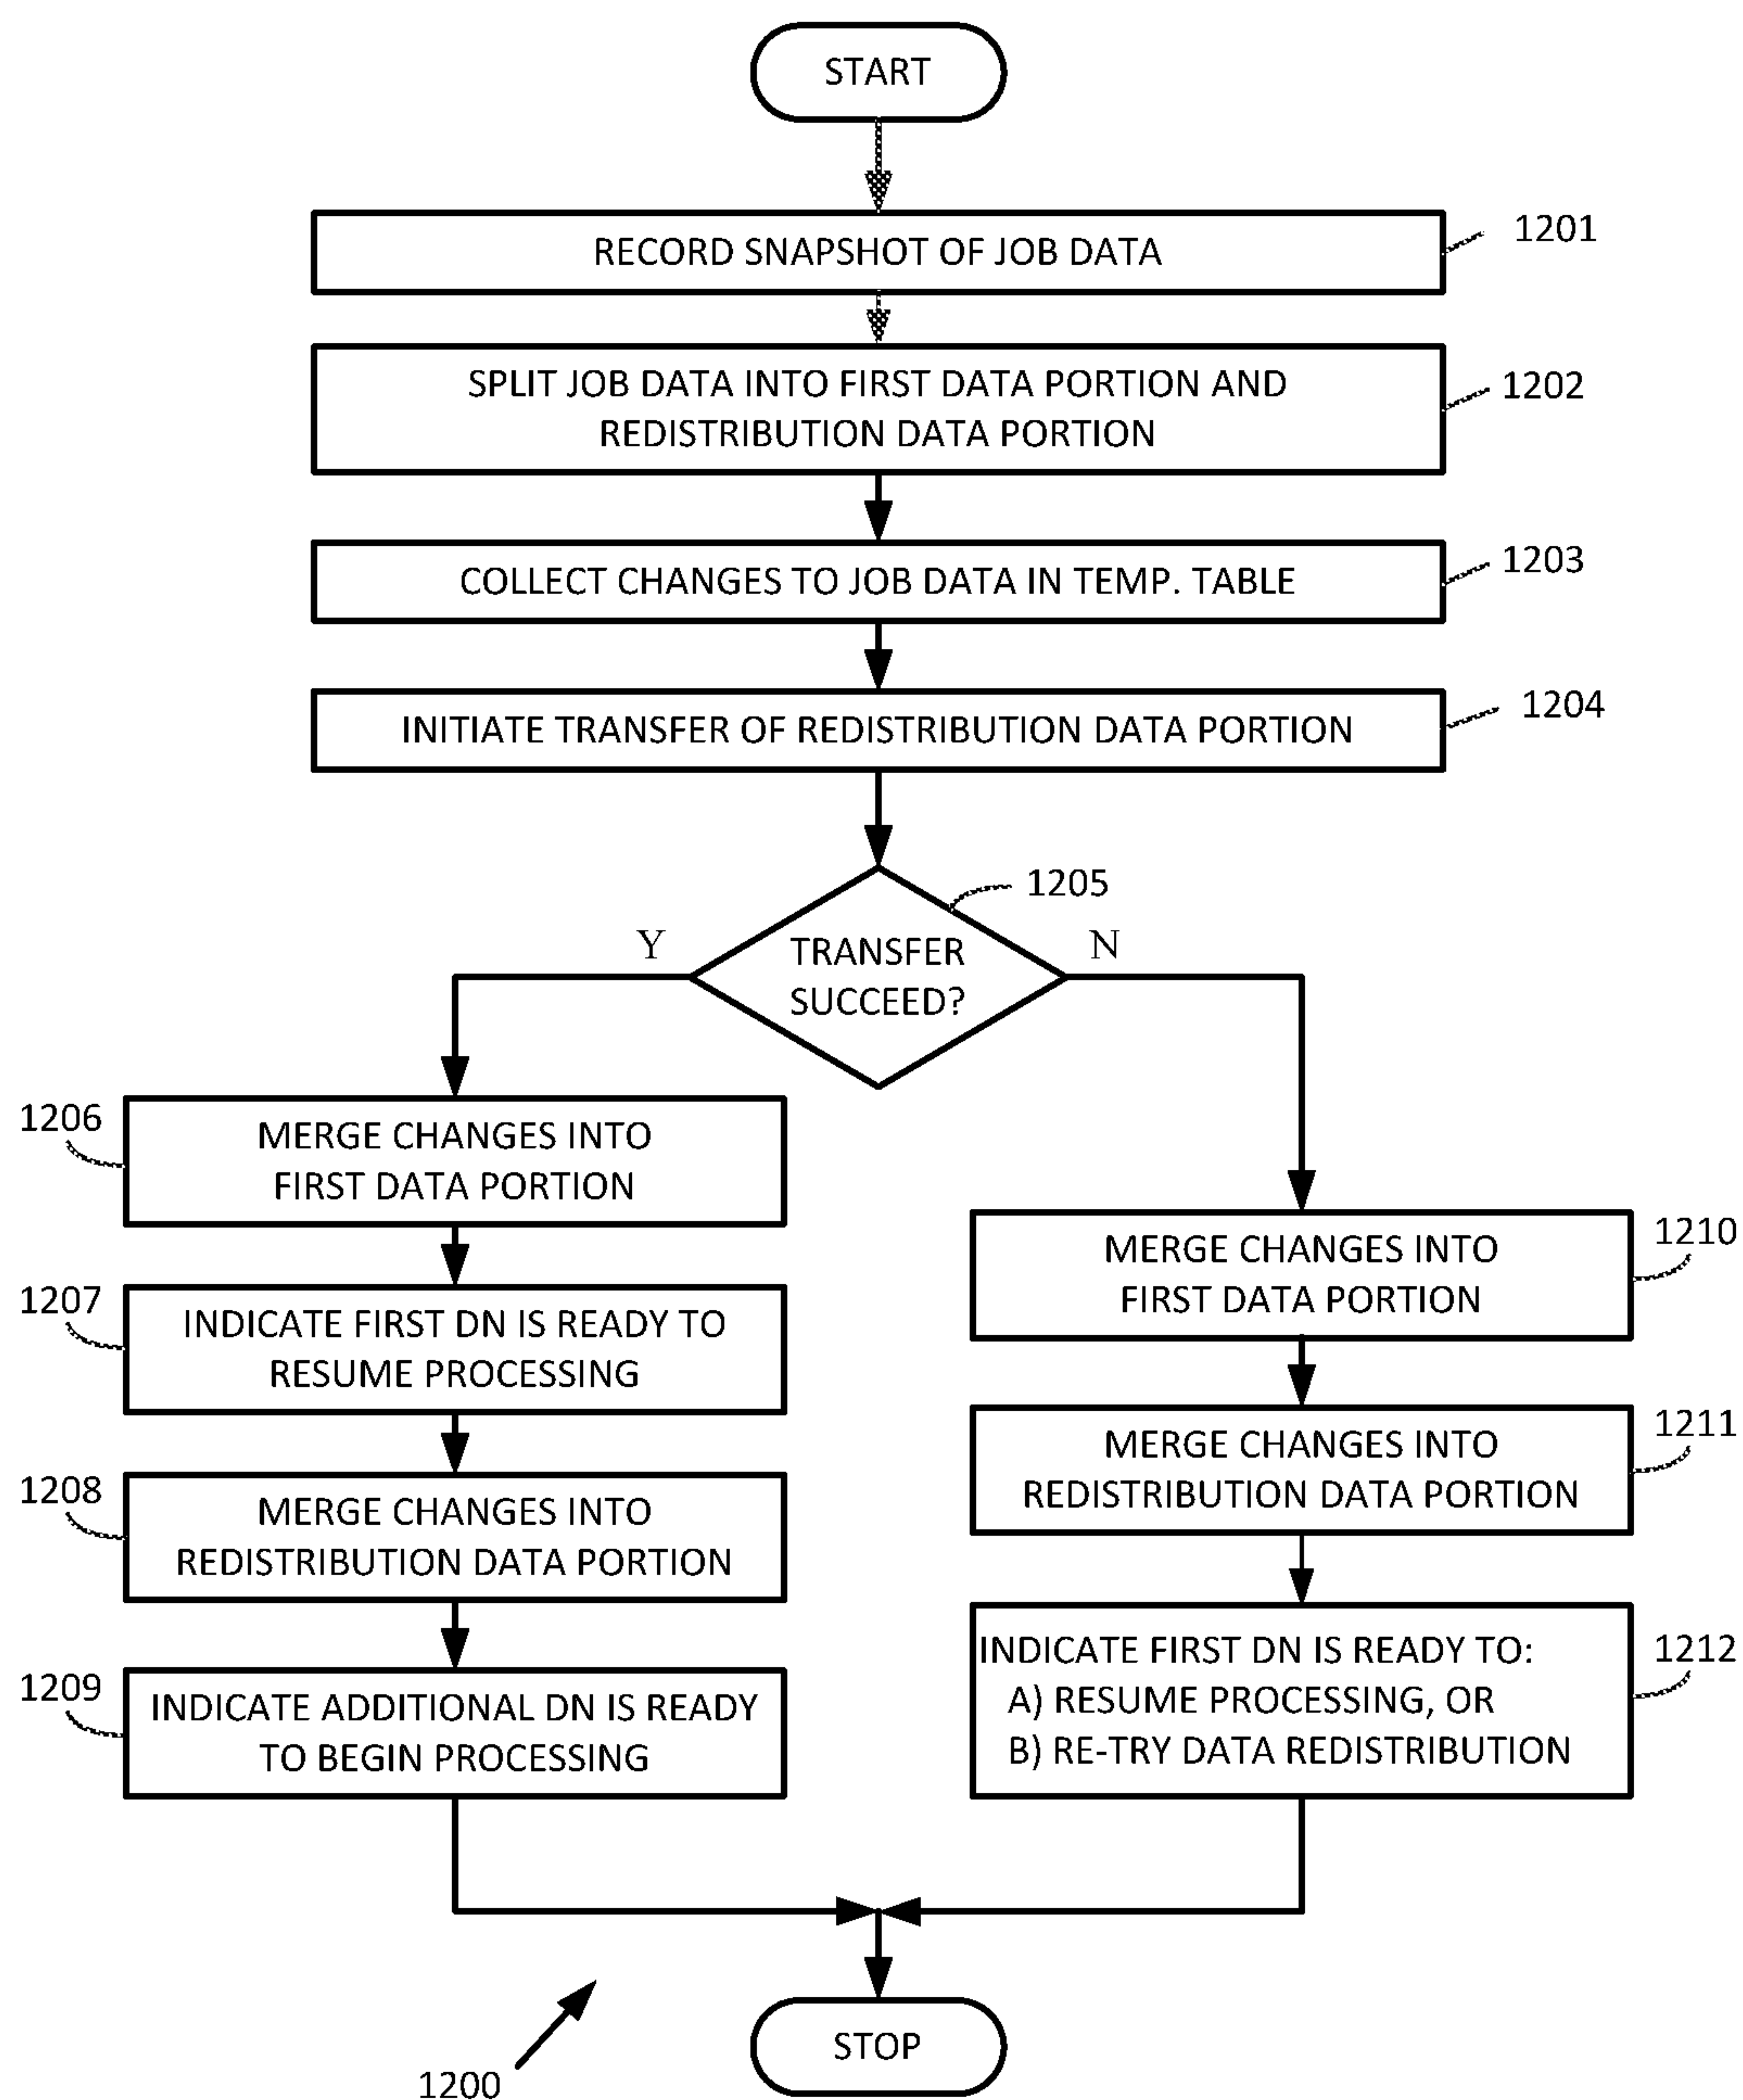 START
RECORD SNAPSHOT OF JOB DATA
1201
SPLIT JOB DATA INTO FIRST DATA PORTION AND
REDISTRIBUTION DATA PORTION
1202
COLLECT CHANGES TO JOB DATA IN TEMP. TABLE
1203
INITIATE TRANSFER OF REDISTRIBUTION DATA PORTION
1204
1205
TRANSFER
SUCCEED?
Y
N
1206
MERGE CHANGES INTO
FIRST DATA PORTION
1207
INDICATE FIRST DN IS READY TO
RESUME PROCESSING
1208
MERGE CHANGES INTO
REDISTRIBUTION DATA PORTION
1209
INDICATE ADDITIONAL DN IS READY
TO BEGIN PROCESSING
MERGE CHANGES INTO
FIRST DATA PORTION
1210
MERGE CHANGES INTO
REDISTRIBUTION DATA PORTION
1211
INDICATE FIRST DN IS READY TO:
A) RESUME PROCESSING, OR
B) RE-TRY DATA REDISTRIBUTION
1212
STOP
1200